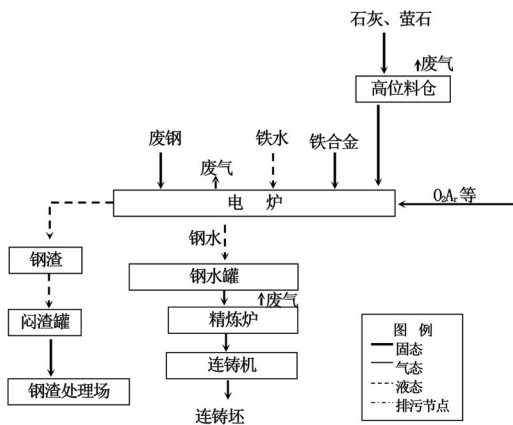 石灰、萤石
废气
高位料仓
废钢
铁水
铁合金
废气
电 炉
O₂Aᵣ等
钢水
钢渣
钢水罐
废气
闷渣罐
精炼炉
图 例
固态
气态
液态
排污节点
连铸机
钢渣处理场
连铸坯